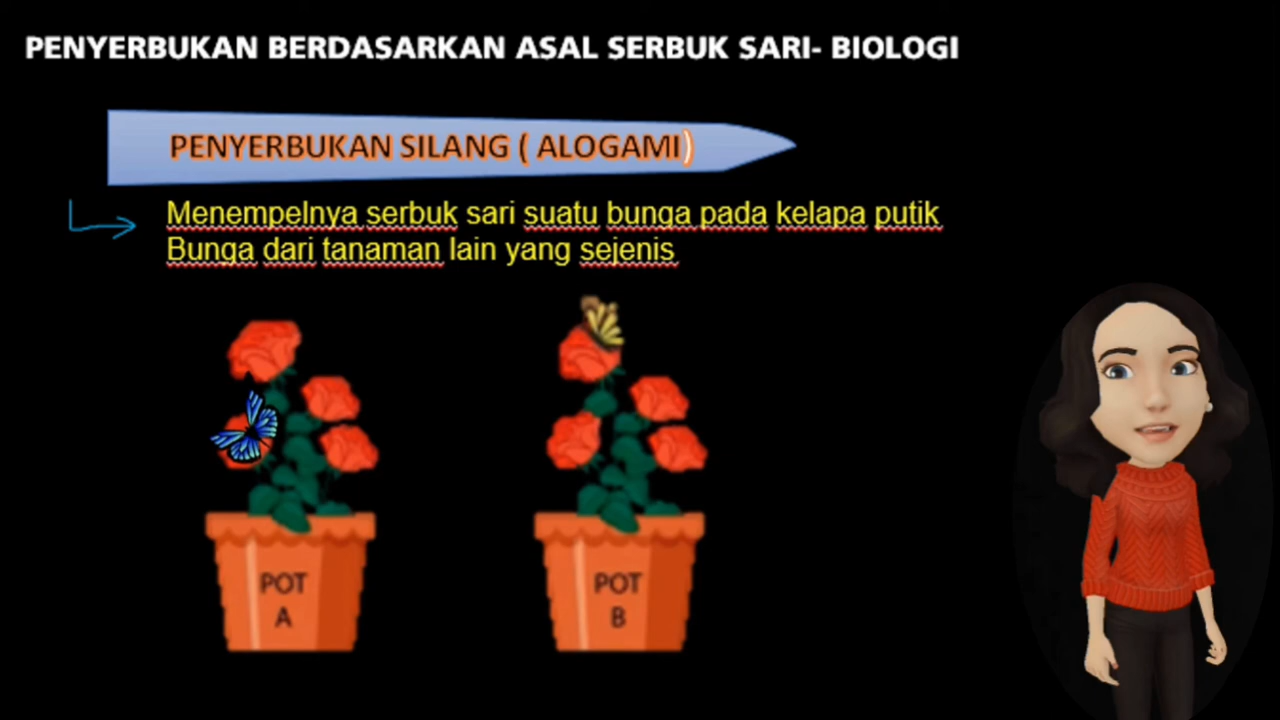 PENYERBUKAN BERDASARKAN ASAL SERBUK SARI- BIOLOGI
PENYERBUKAN SILANG ( ALOGAMI)
Menempelnya serbuk sari suatu bunga pada kelapa putik
Bunga dari tanaman lain yang sejenis
POT
A
POT
B